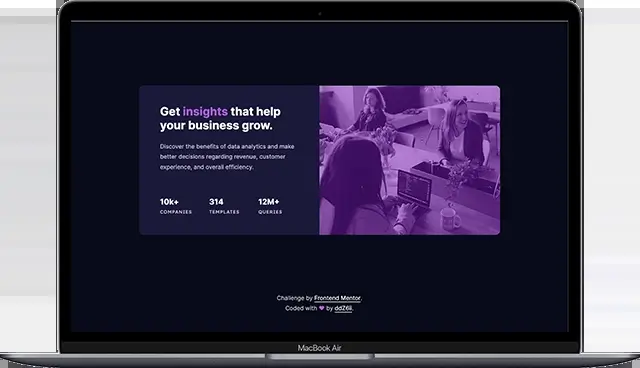 Get insights that help
your business grow.
Discover the benefits of data analytics and make
better decisions regarding revenue, customer
experience, and overall efficiency.
10k+ 314 12M+
COMPANIES TEMPLATES QUERIES
Challenge by Frontend Mentor.
Coded with 💜 by ddZ6ii.
MacBook Air